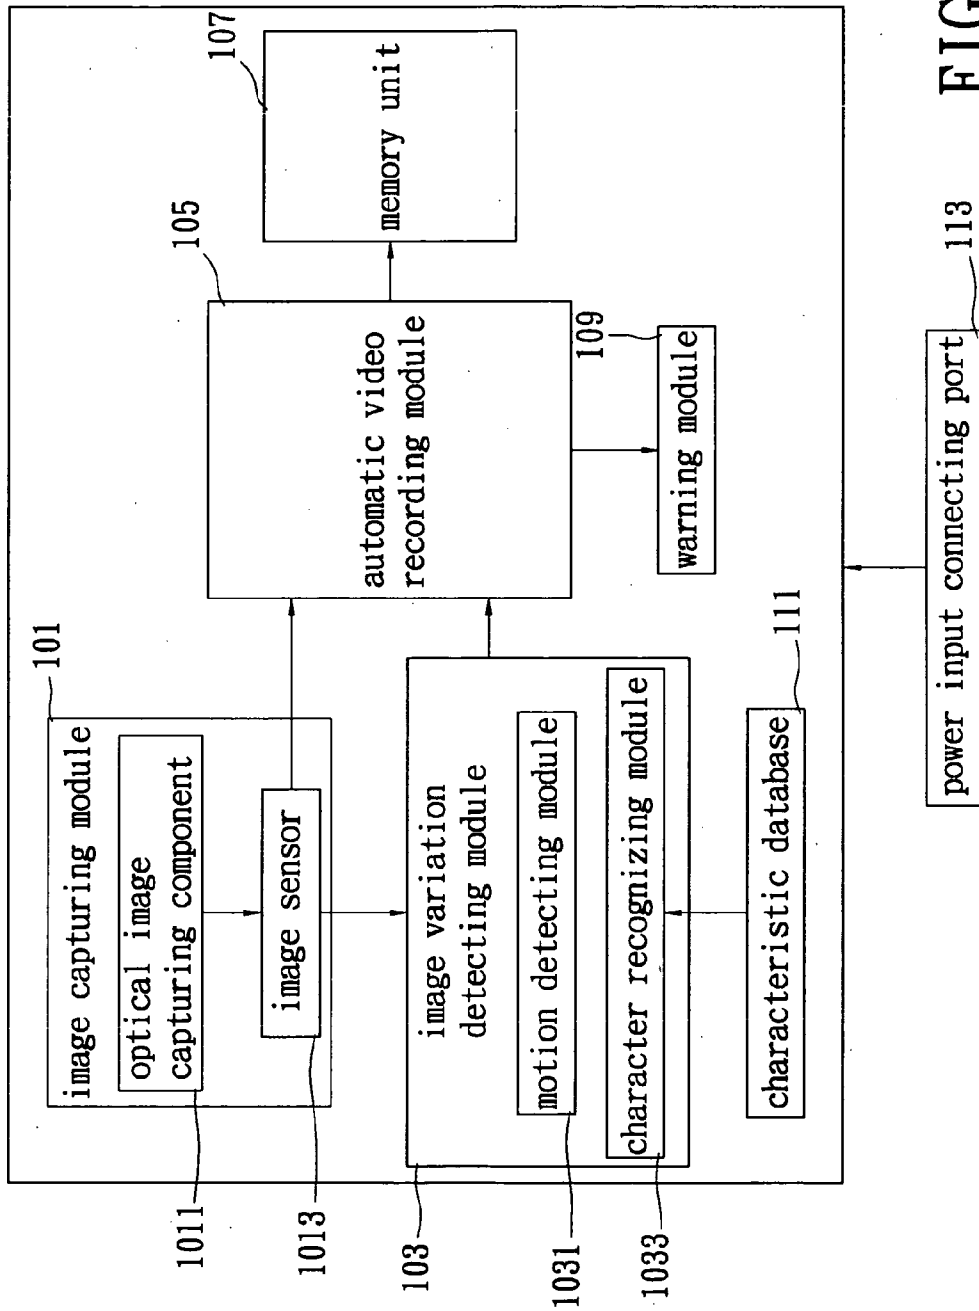 101
image capturing module
optical image
capturing component
1011
image sensor
1013
105
automatic video
recording module
107
memory unit
103
image variation
detecting module
motion detecting module
1031
character recognizing module
1033
109
warning module
111
characteristic database
power input connecting port
113
FIG